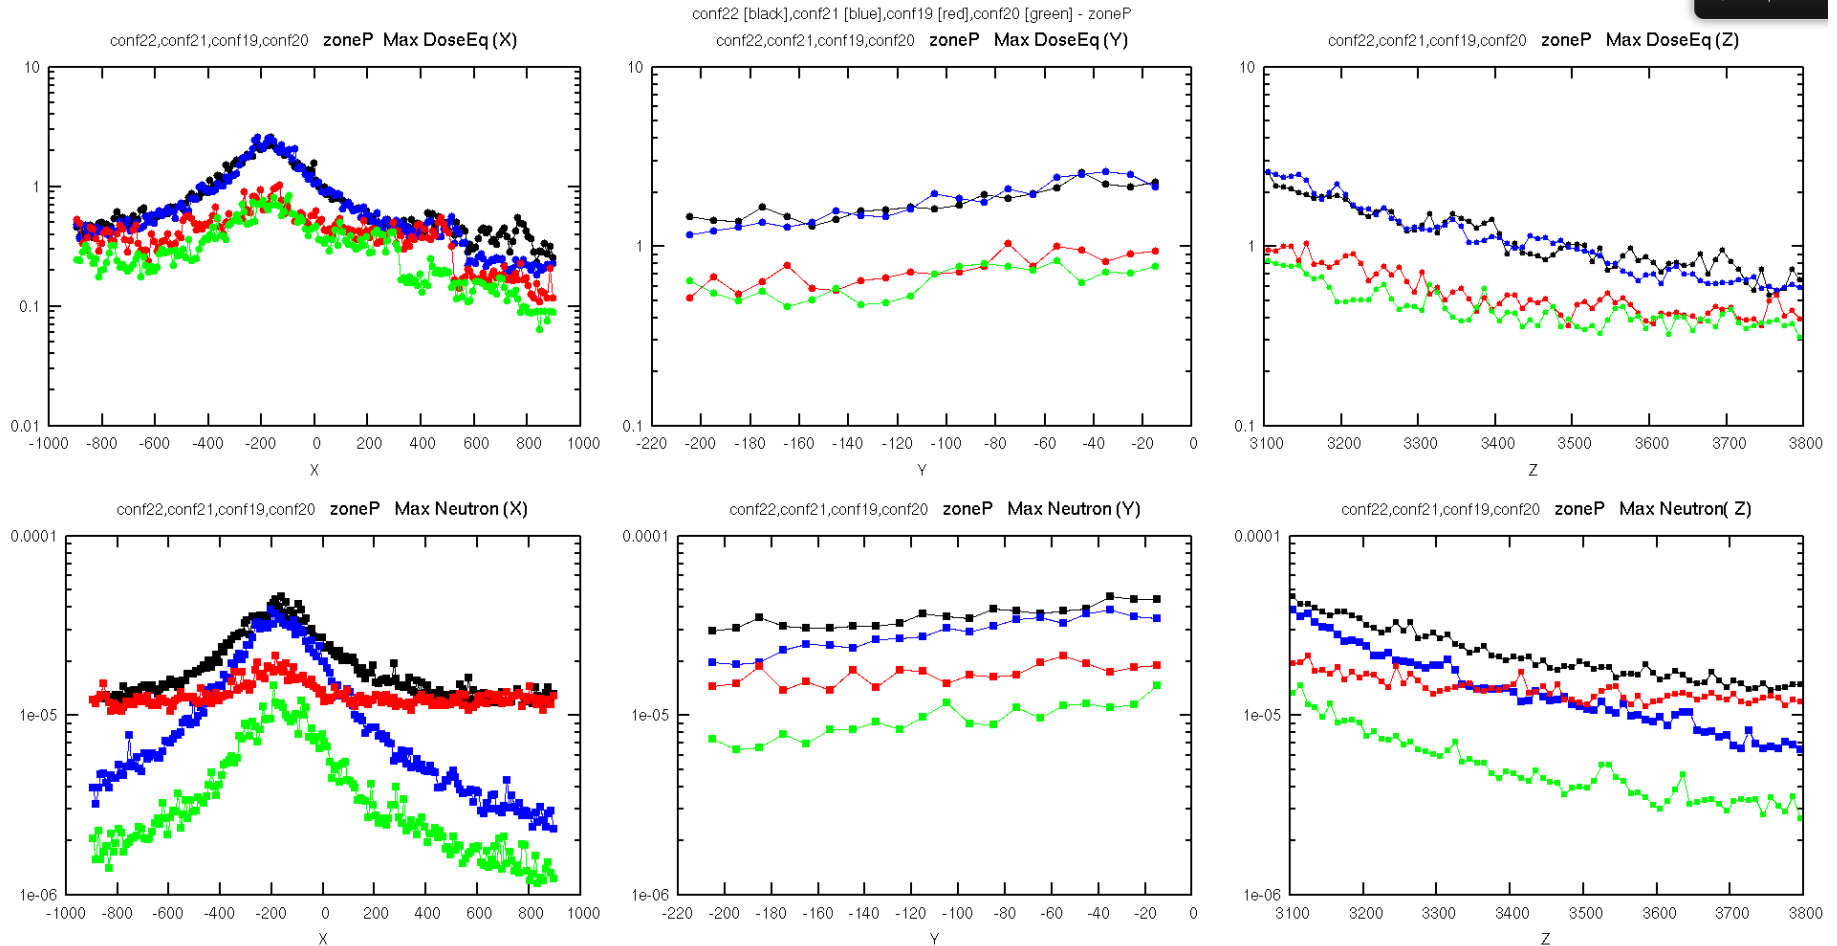 conf22 [black],conf21 [blue],conf19 [red],conf20 [green] - zoneP
conf22,conf21,conf19,conf20 zoneP Max DoseEq (X)
10
1
0.1
0.01
-1000 -800 -600 -400 -200 0 200 400 600 800 1000
X
conf22,conf21,conf19,conf20 zoneP Max DoseEq (Y)
10
1
0.1
-220 -200 -180 -160 -140 -120 -100 -80 -60 -40 -20 0
Y
conf22,conf21,conf19,conf20 zoneP Max DoseEq (Z)
10
1
0.1
3100 3200 3300 3400 3500 3600 3700 3800
Z
conf22,conf21,conf19,conf20 zoneP Max Neutron (X)
0.0001
1e-05
1e-06
-1000 -800 -600 -400 -200 0 200 400 600 800 1000
X
conf22,conf21,conf19,conf20 zoneP Max Neutron (Y)
0.0001
1e-05
1e-06
-220 -200 -180 -160 -140 -120 -100 -80 -60 -40 -20 0
Y
conf22,conf21,conf19,conf20 zoneP Max Neutron( Z)
0.0001
1e-05
1e-06
3100 3200 3300 3400 3500 3600 3700 3800
Z